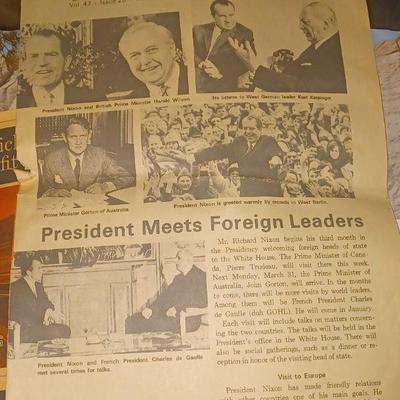 Vol. 47 - Issue 26
President Nixon and British Prime Minister Harold Wilson.
He listens to West German leader Kurt Kiesinger.
Prime Minister Gorton of Australia
President Nixon is greeted warmly by crowds in West Berlin.
President Meets Foreign Leaders
Mr. Richard Nixon begins his third month in
the Presidency welcoming foreign heads of state
to the White House. The Prime Minister of Cana-
da, Pierre Trudeau, will visit there this week.
Next Monday, March 31, the Prime Minister of
Australia, John Gorton, will arrive. In the months
to come, there will be more visits by world leaders.
Among them will be French President Charles
de Gaulle (duh GOHL). He will come in January.
Each visit will include talks on matters concern-
ing the two countries. The talks will be held in the
President's office in the White House. There will
also be social gatherings, such as a dinner or re-
ception in honor of the visiting head of state.
President Nixon and French President Charles de Gaulle
met several times for talks.
Visit to Europe
President Nixon has made friendly relations
with other countries one of his main goals. He